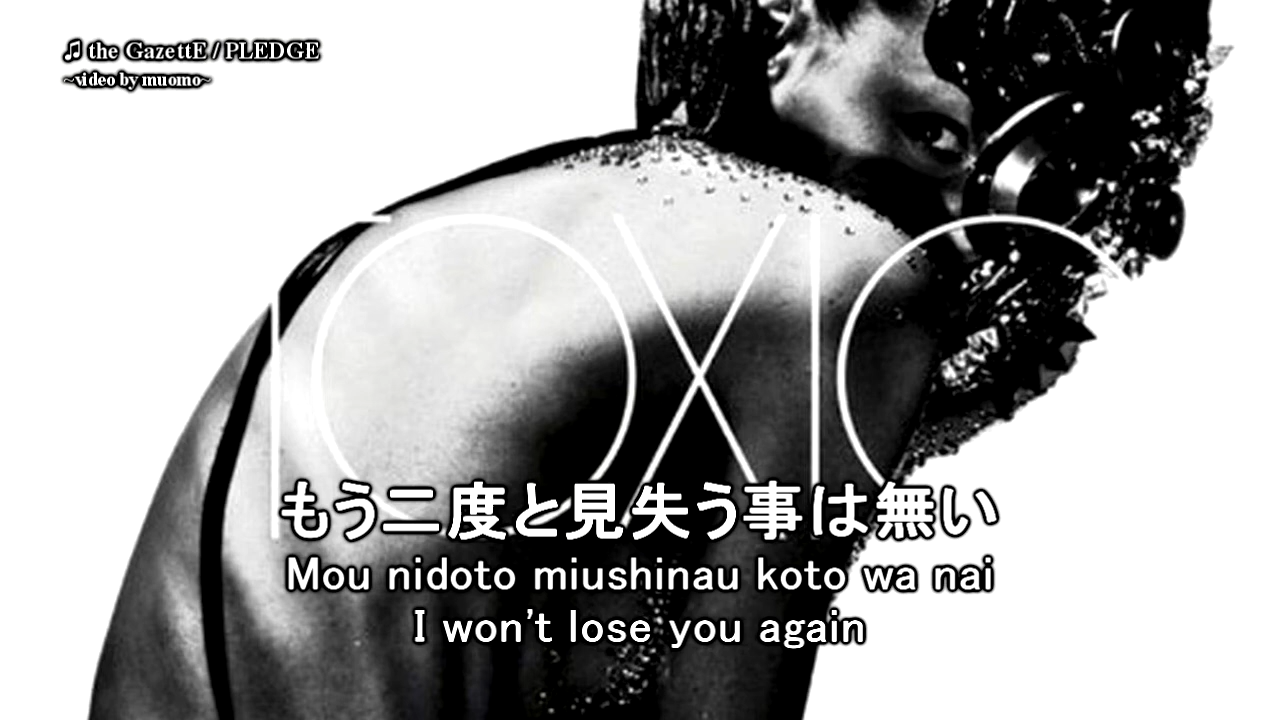 ♫ the GazettE / PLEDGE
~video by muomo~
TOXIC
もう二度と見失う事は無い
Mou nidoto miushinau koto wa nai
I won't lose you again